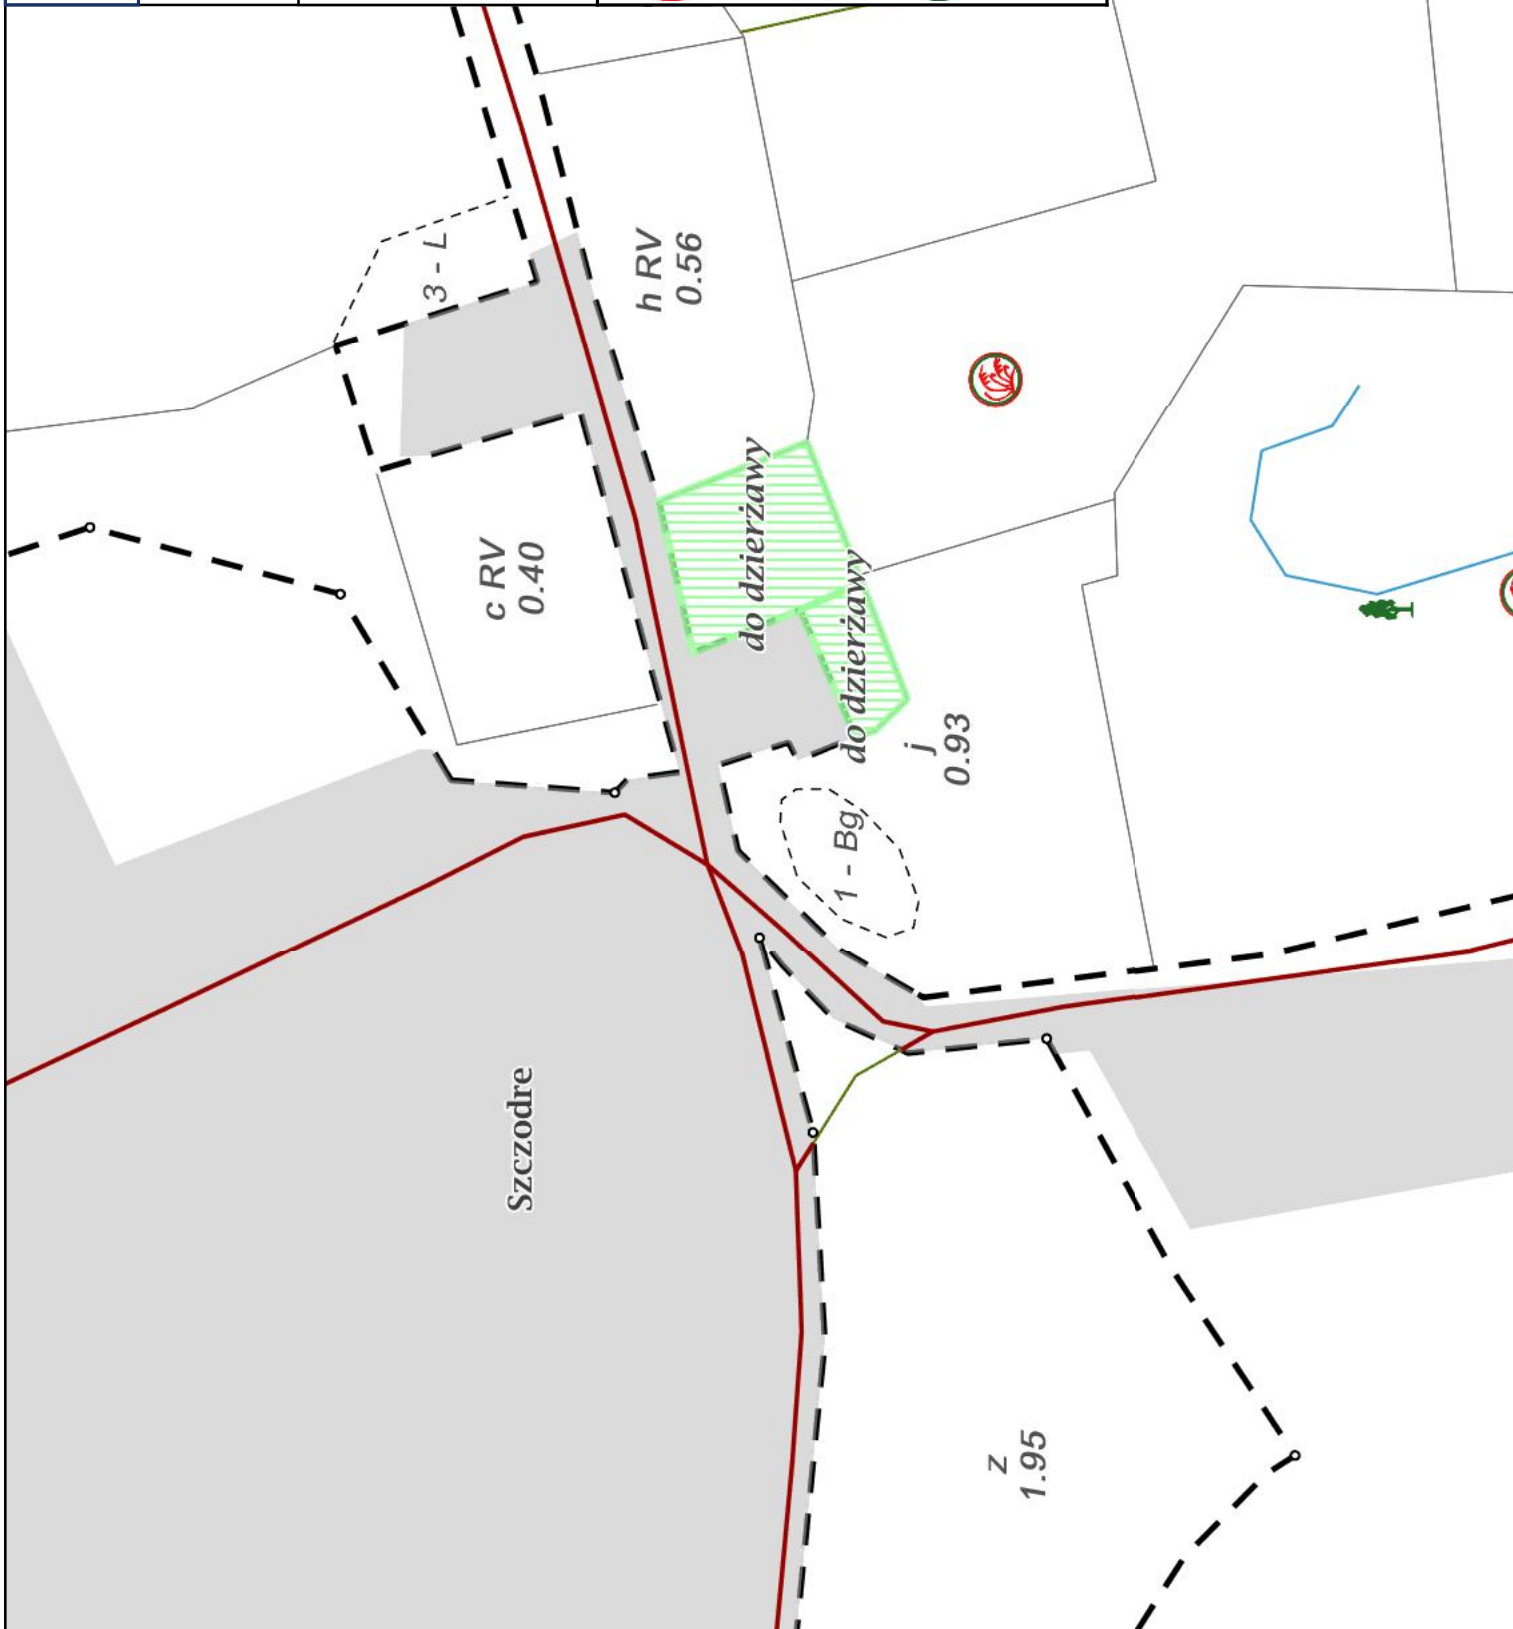 3 - L
h RV
0.56
c RV
0.40
do dzierżawy
do dzierżawy
j
0.93
1 - Bg
Szczodre
z
1.95